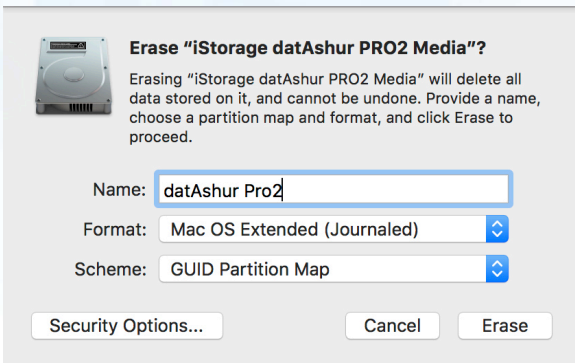 Erase “iStorage datAshur PRO2 Media”?
Erasing “iStorage datAshur PRO2 Media” will delete all
data stored on it, and cannot be undone. Provide a name,
choose a partition map and format, and click Erase to
proceed.
Name: datAshur Pro2
Format: Mac OS Extended (Journaled)
Scheme: GUID Partition Map
Security Options... Cancel Erase